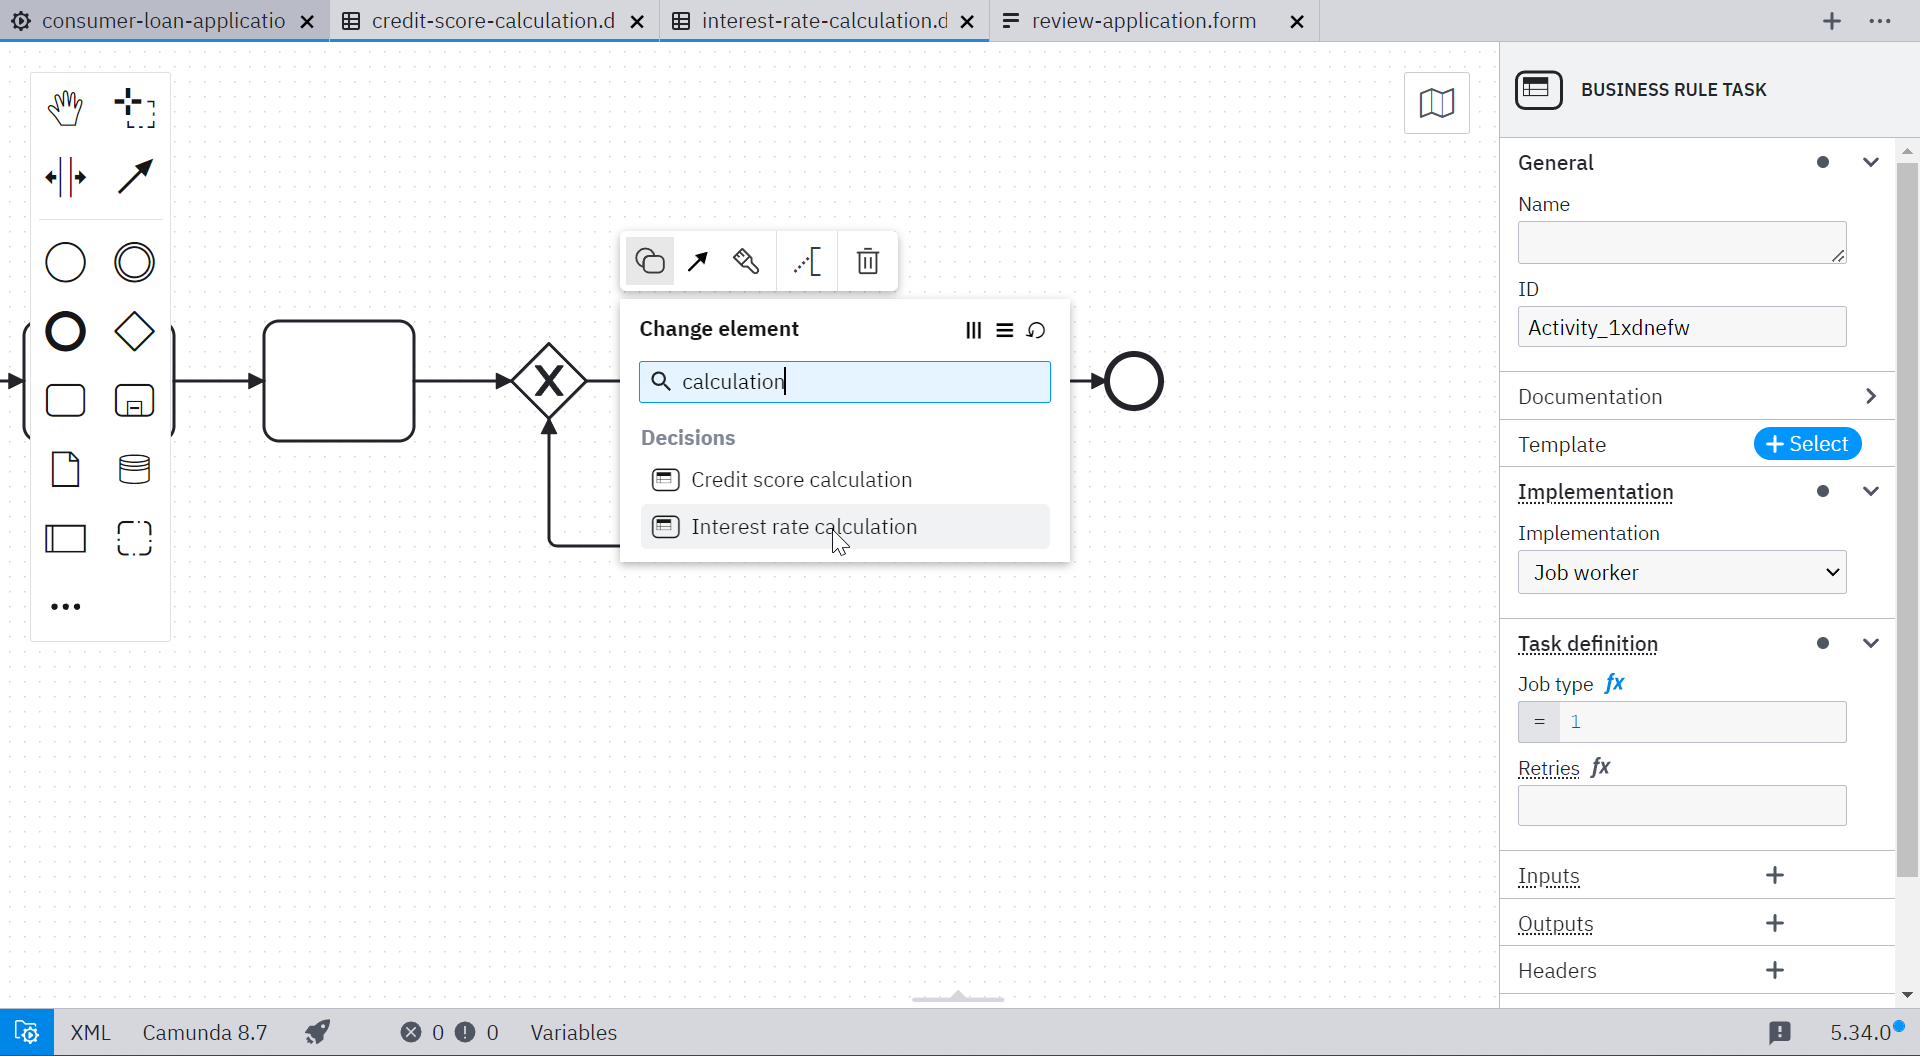 consumer-loan-applicatio
credit-score-calculation.d
interest-rate-calculation.d
review-application.form
BUSINESS RULE TASK
General
Name
ID
Activity_1xdnefw
Documentation
Template
Select
Implementation
Implementation
Job worker
Task definition
Job type fx
= 1
Retries fx
Inputs
Outputs
Headers
Change element
calculation
Decisions
Credit score calculation
Interest rate calculation
XML
Camunda 8.7
0
0
Variables
5.34.0